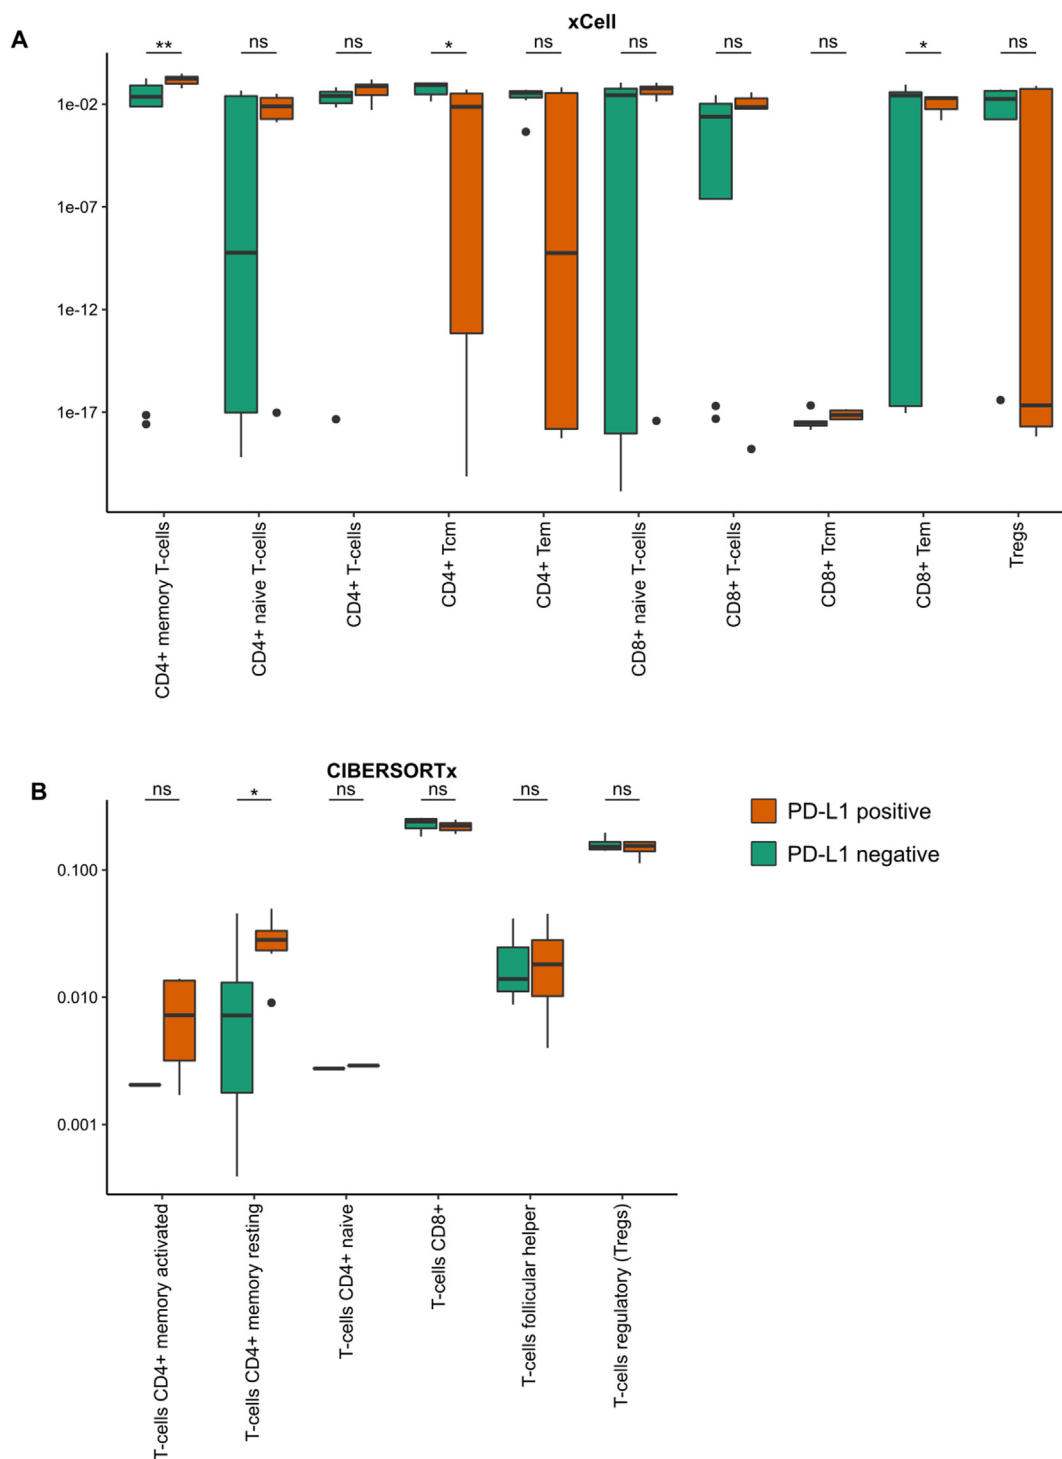 A
xCell
** ns ns * ns ns ns ns * ns
1e-02
1e-07
1e-12
1e-17
CD4+ memory T-cells
CD4+ naive T-cells
CD4+ T-cells
CD4+ Tcm
CD4+ Tem
CD8+ naive T-cells
CD8+ T-cells
CD8+ Tcm
CD8+ Tem
Tregs
B
CIBERSORTx
ns * ns ns ns ns
0.100
0.010
0.001
T-cells CD4+ memory activated
T-cells CD4+ memory resting
T-cells CD4+ naive
T-cells CD8+
T-cells follicular helper
T-cells regulatory (Tregs)
PD-L1 positive
PD-L1 negative